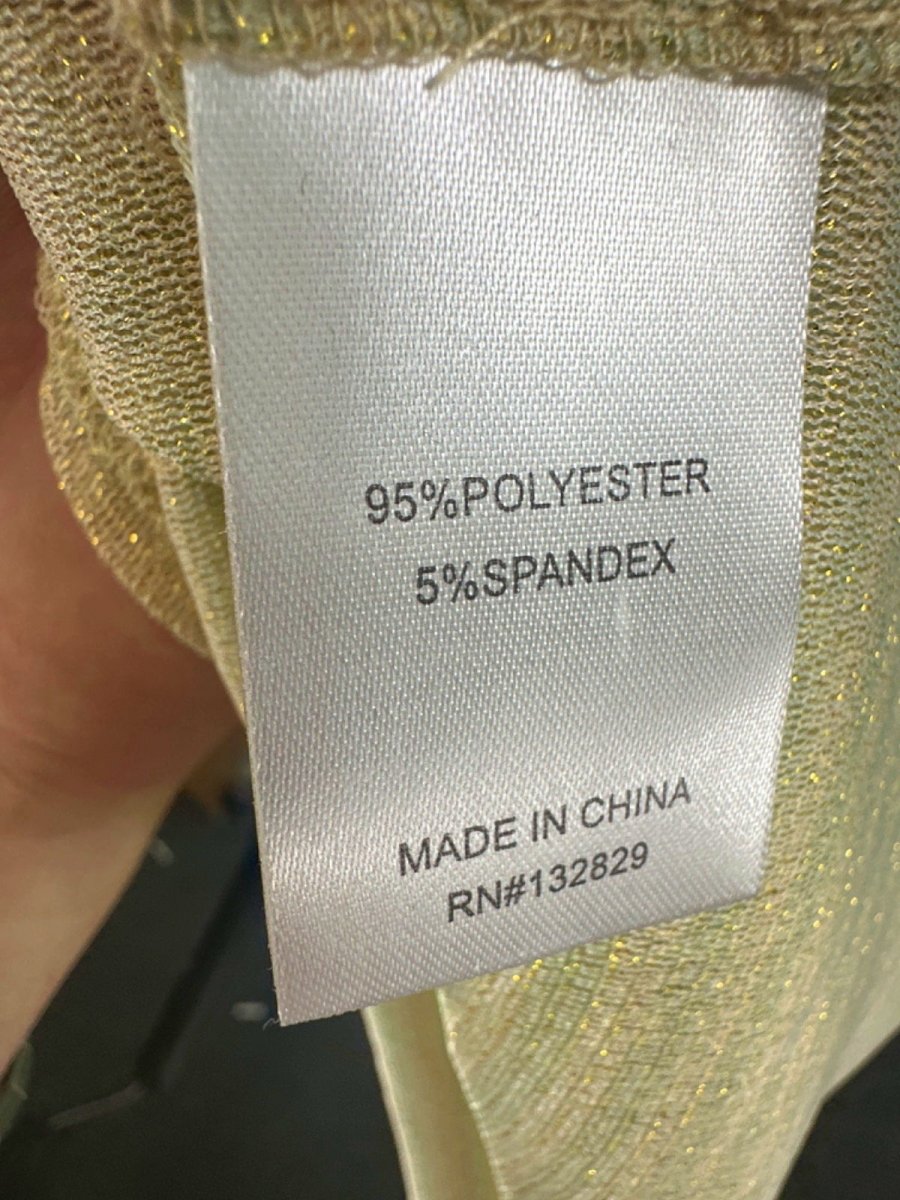 95%POLYESTER
5%SPANDEX
MADE IN CHINA
RN#132829